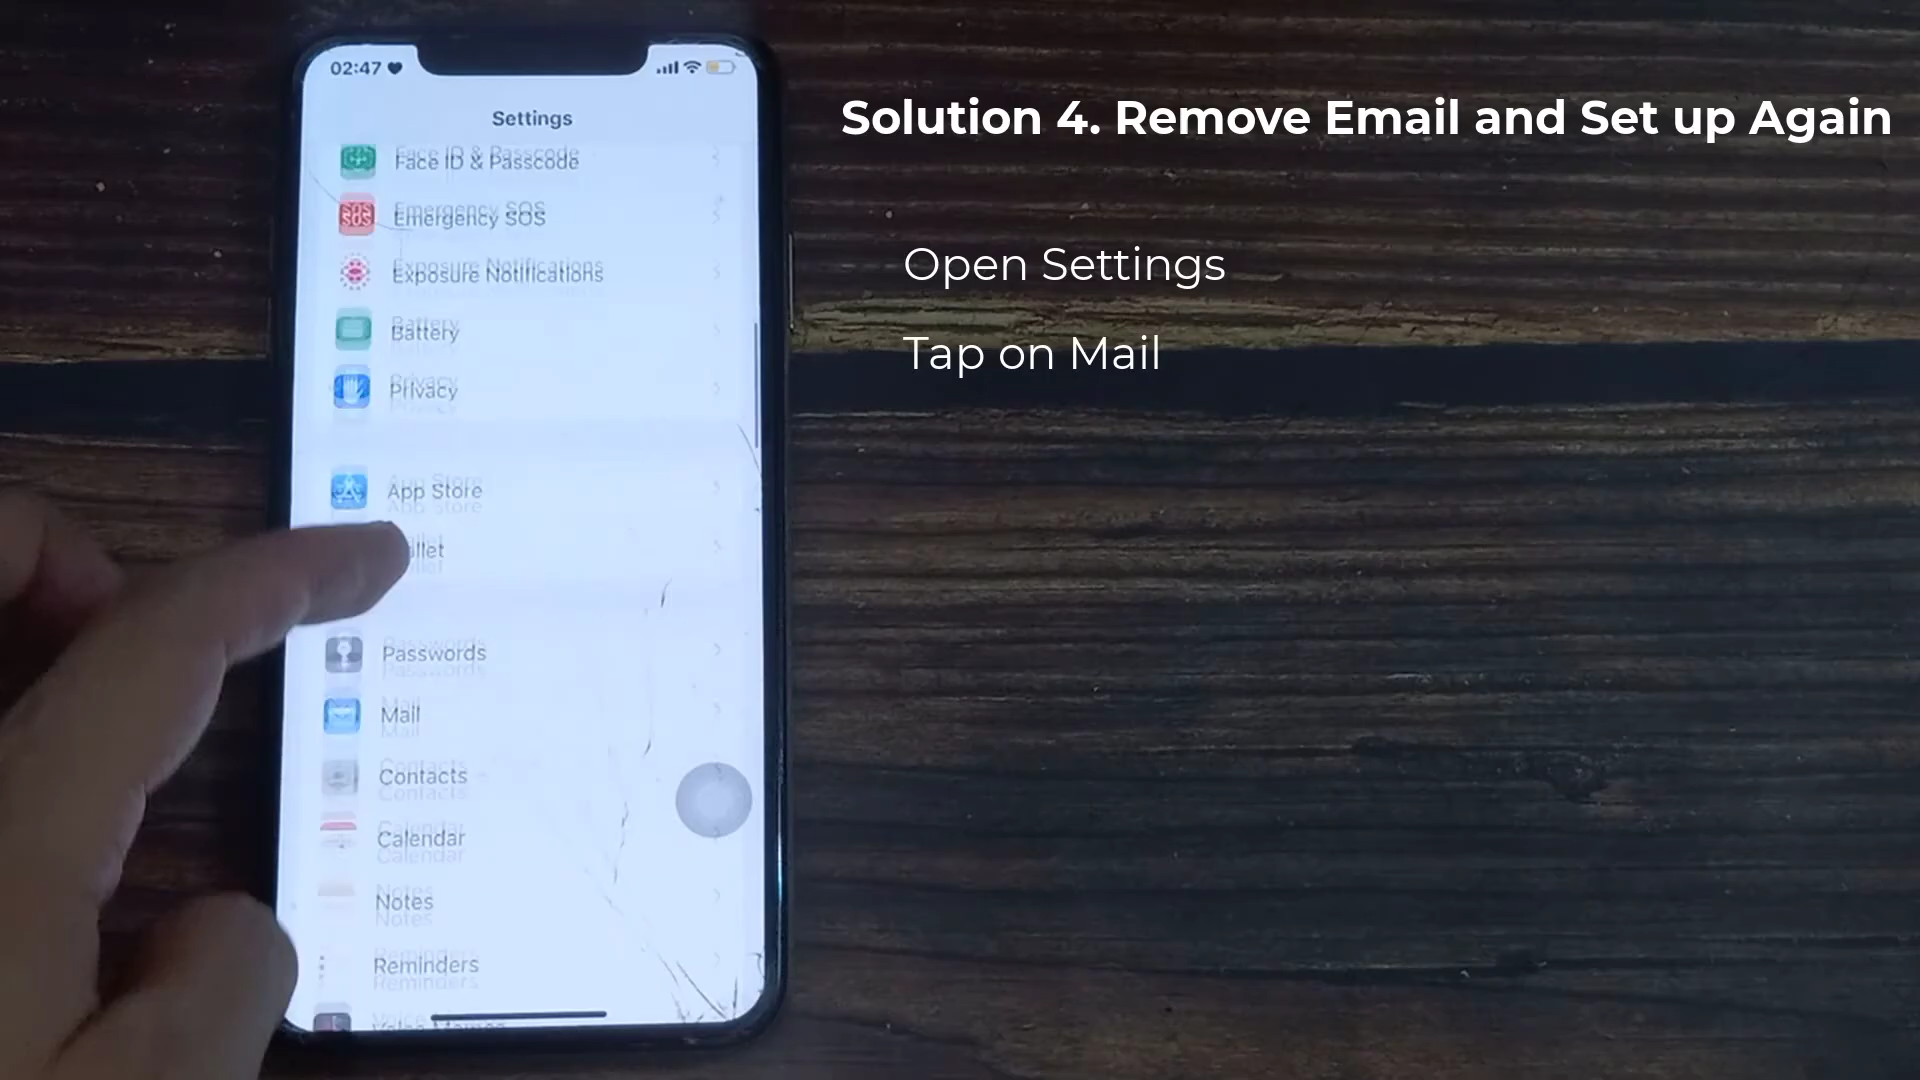 02:47
Settings
Face ID & Passcode
SOS
Emergency SOS
Exposure Notifications
Battery
Privacy
App Store
Passwords
Mail
Contacts
Calendar
Notes
Reminders
Solution 4. Remove Email and Set up Again
Open Settings
Tap on Mail